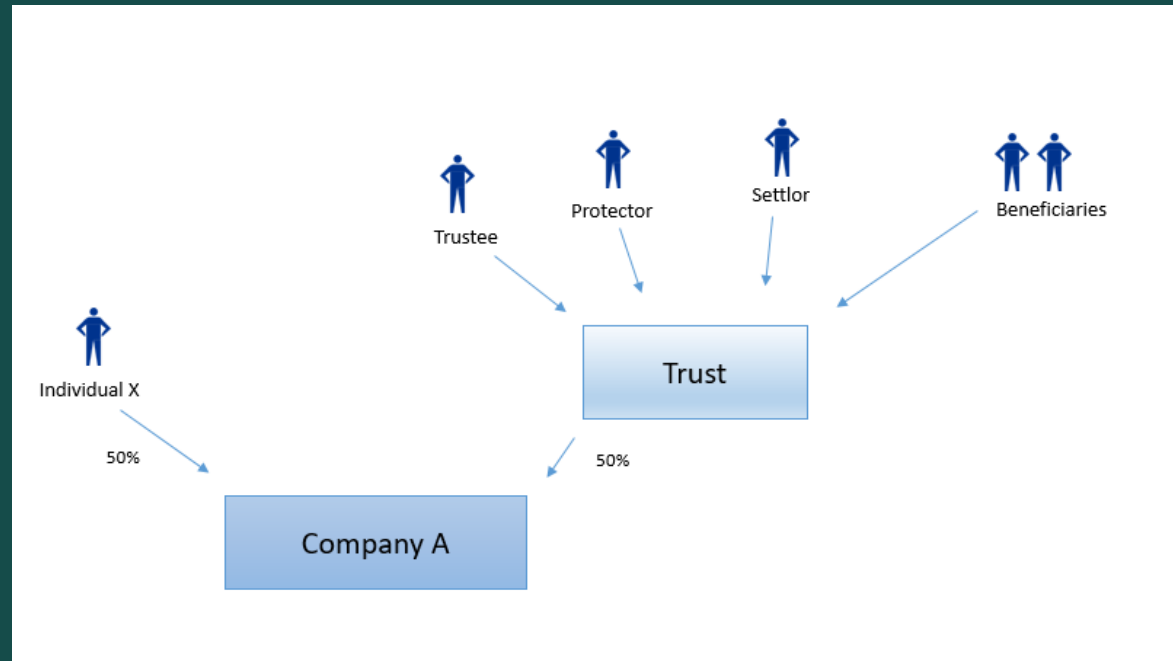 Settlor
Protector
Beneficiaries
Trustee
Trust
Individual X
50%
50%
Company A